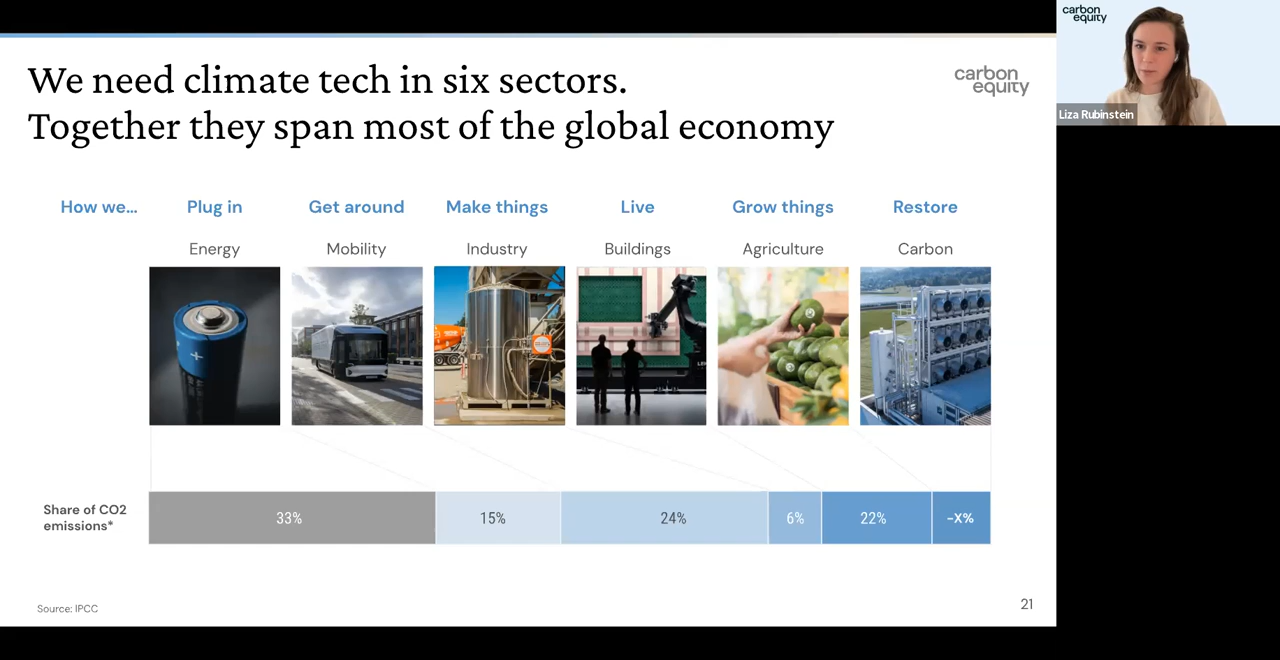 We need climate tech in six sectors.
Together they span most of the global economy
carbon
equity
carbon
equity
Liza Rubinstein
How we... Plug in Get around Make things Live Grow things Restore
Energy Mobility Industry Buildings Agriculture Carbon
Share of CO2
emissions*
33% 15% 24% 6% 22% -X%
Source: IPCC
21